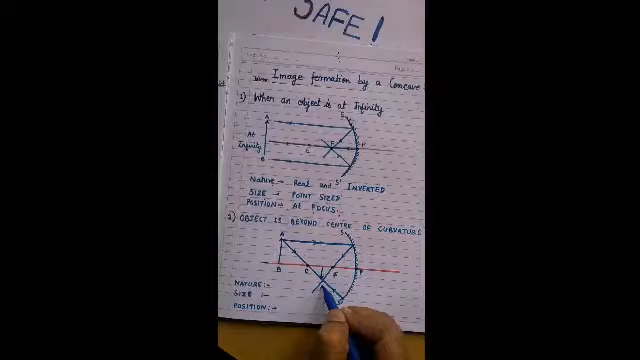 SAFE !
Image formation by a Concave
1) When an object is at Infinity
S
A
At
Infinity
C F P
B
S'
Nature:- Real and INVERTED
SIZE :- POINT SIZED
POSITION:- At FOCUS.
2) OBJECT IS BEYOND CENTRE OF CURVATURE
A S
B C F P
NATURE:-
SIZE :-
POSITION:-